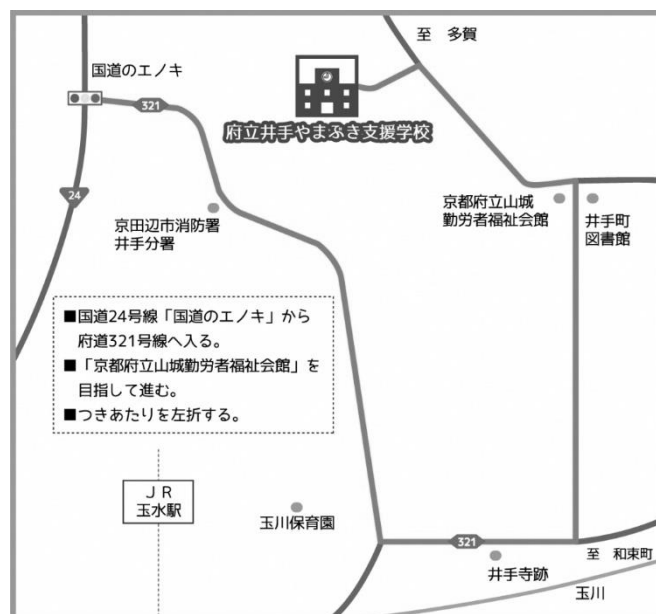 至 多賀
国道のエノキ
321
府立井手やまぶき支援学校
24
京田辺市消防署
井手分署
京都府立山城
勤労者福祉会館
井手町
図書館
■国道24号線「国道のエノキ」から
府道321号線へ入る。
■「京都府立山城勤労者福祉会館」を
目指して進む。
■つきあたりを左折する。
ＪＲ
玉水駅
玉川保育園
321
井手寺跡
至 和束町
玉川